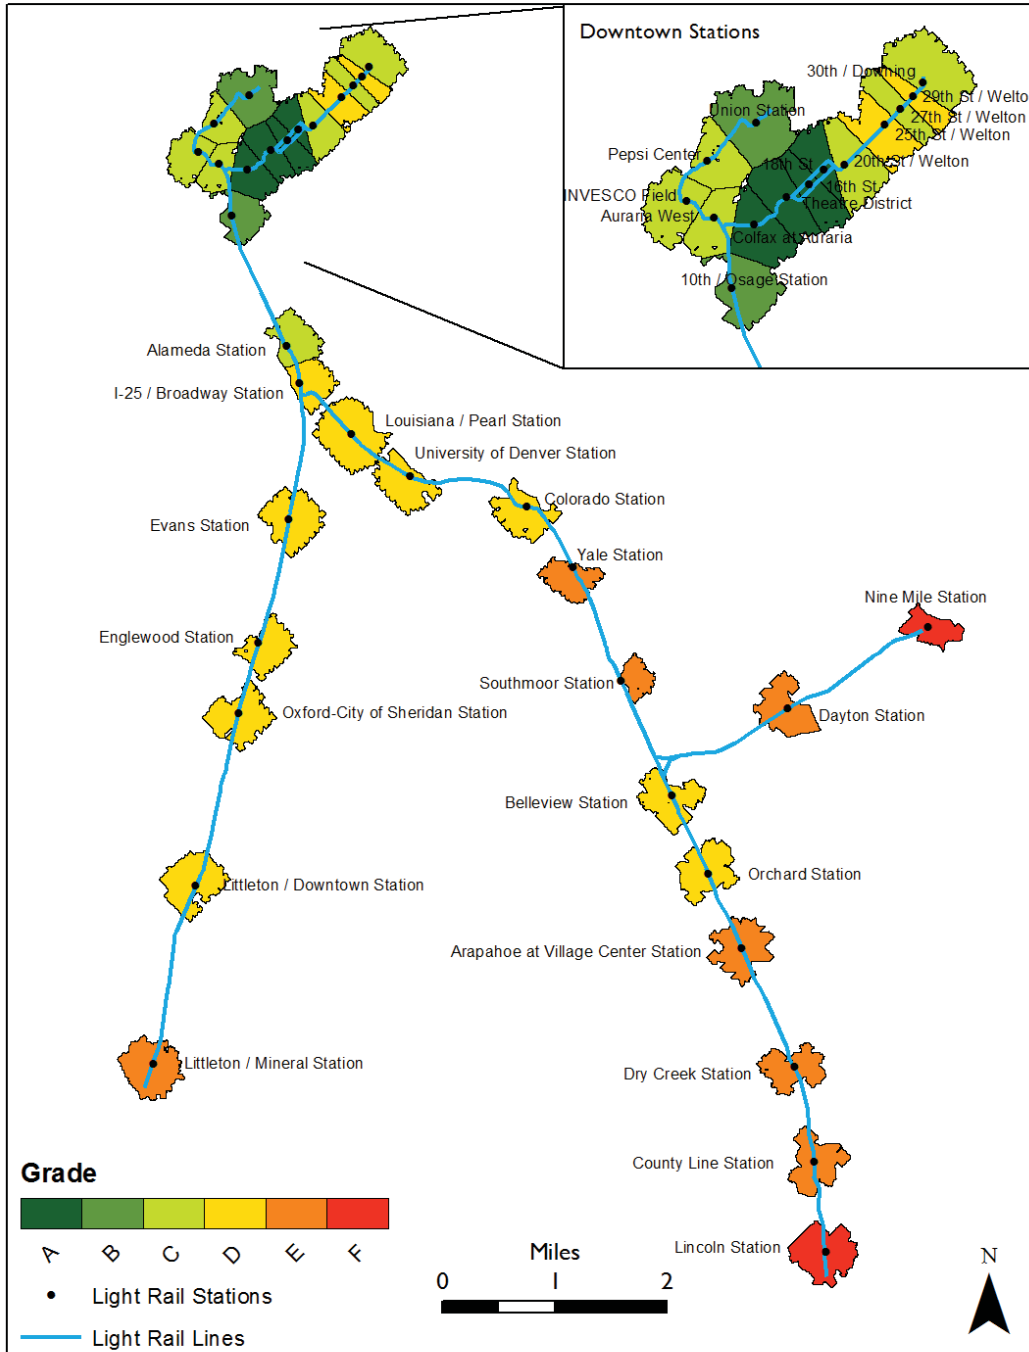 Downtown Stations
30th / Downing
29th St / Welto
Union Station
27th St / Welton
25th St / Welton
Pepsi Center
18th St
20th St / Welton
16th St
INVESCO Field
Theatre District
Auraria West
Colfax at Auraria
10th / Osage Station
Alameda Station
I-25 / Broadway Station
Louisiana / Pearl Station
University of Denver Station
Colorado Station
Evans Station
Yale Station
Nine Mile Station
Englewood Station
Southmoor Station
Oxford-City of Sheridan Station
Dayton Station
Belleview Station
Orchard Station
Littleton / Downtown Station
Arapahoe at Village Center Station
Littleton / Mineral Station
Dry Creek Station
County Line Station
Grade
A B C D E F
Lincoln Station
Miles
0 1 2
N
Light Rail Stations
Light Rail Lines